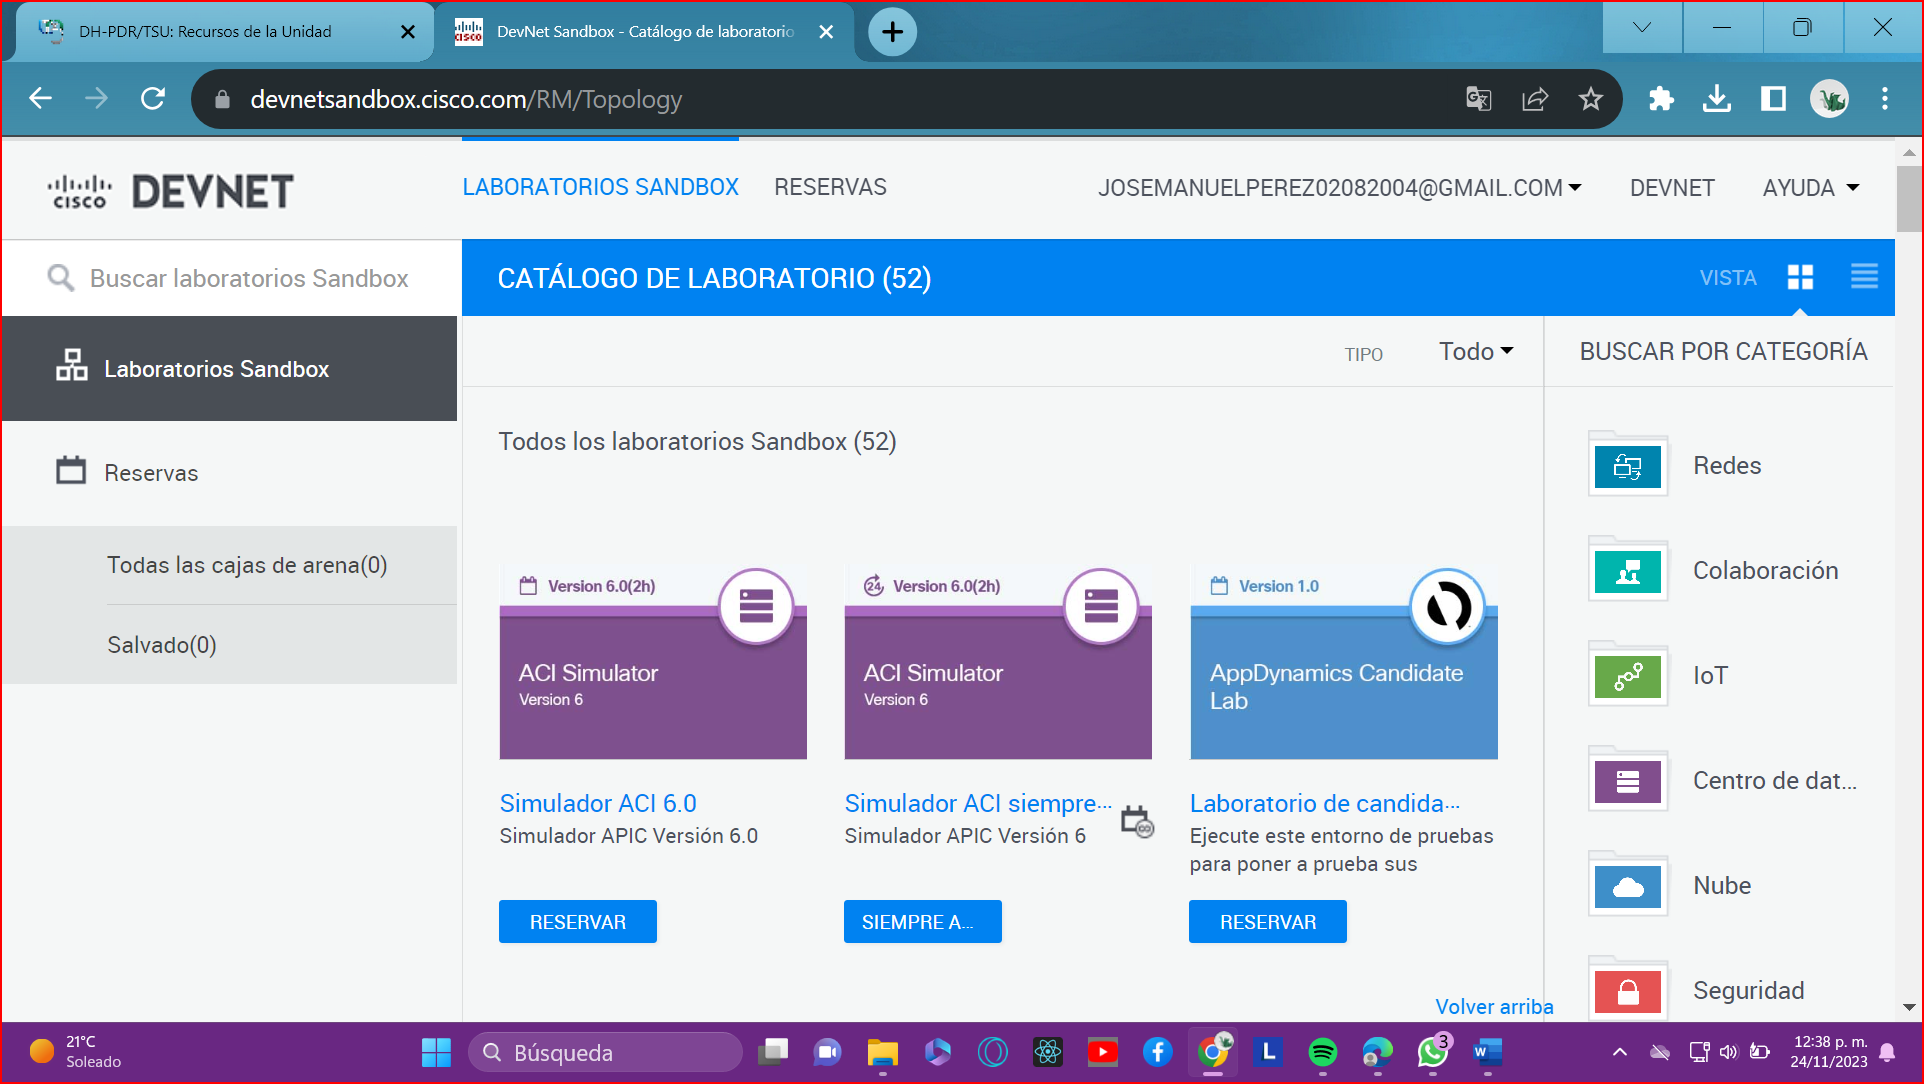 DH-PDR/TSU: Recursos de la Unidad
DevNet Sandbox - Catálogo de laboratorio
devnetsandbox.cisco.com/RM/Topology
CISCO DEVNET
LABORATORIOS SANDBOX
RESERVAS
JOSEMANUELPEREZ02082004@GMAIL.COM
DEVNET
AYUDA
Buscar laboratorios Sandbox
CATÁLOGO DE LABORATORIO (52)
VISTA
Laboratorios Sandbox
Reservas
Todas las cajas de arena(0)
Salvado(0)
TIPO
Todo
BUSCAR POR CATEGORÍA
Todos los laboratorios Sandbox (52)
Version 6.0(2h)
ACI Simulator
Version 6
Simulador ACI 6.0
Simulador APIC Versión 6.0
RESERVAR
24
Version 6.0(2h)
ACI Simulator
Version 6
Simulador ACI siempre...
Simulador APIC Versión 6
SIEMPRE A...
Version 1.0
AppDynamics Candidate
Lab
Laboratorio de candida...
Ejecute este entorno de pruebas
para poner a prueba sus
RESERVAR
Redes
Colaboración
IoT
Centro de dat...
Nube
Seguridad
Volver arriba
21°C
Soleado
Búsqueda
L
3
W
12:38 p. m.
24/11/2023